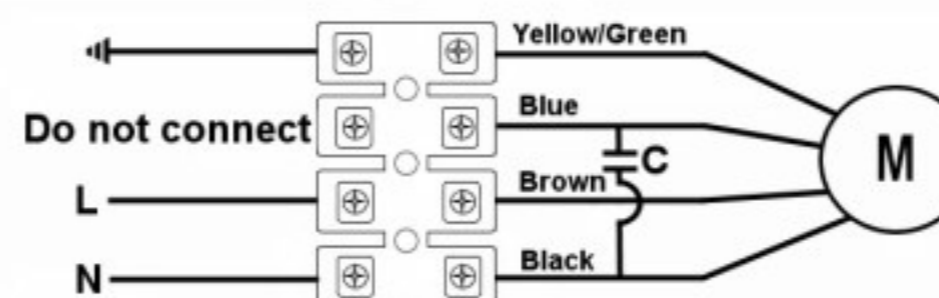 Yellow/Green
Do not connect
Blue
C
M
L
Brown
N
Black